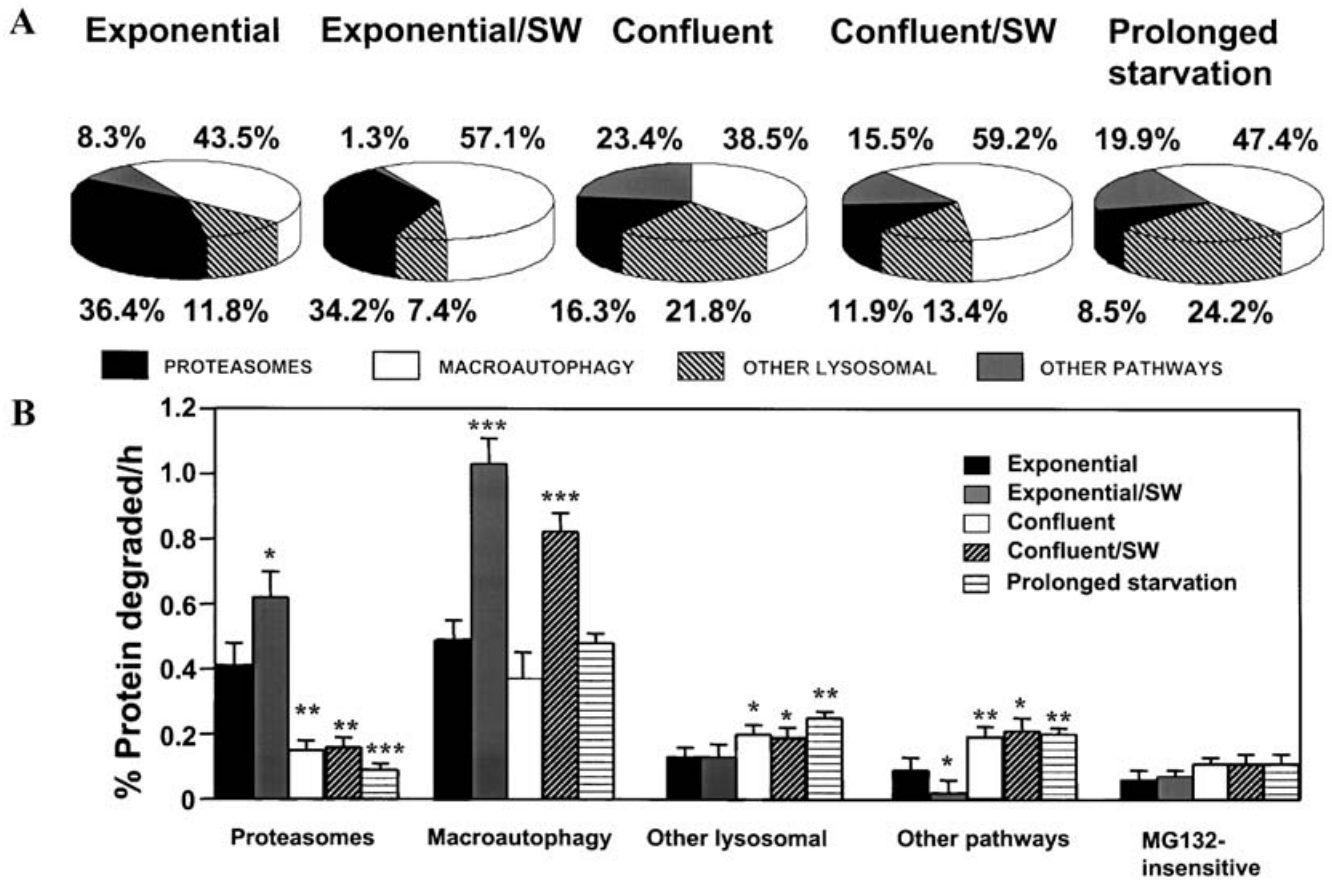 A
Exponential Exponential/SW Confluent Confluent/SW Prolonged
starvation
8.3% 43.5% 1.3% 57.1% 23.4% 38.5% 15.5% 59.2% 19.9% 47.4%
36.4% 11.8% 34.2% 7.4% 16.3% 21.8% 11.9% 13.4% 8.5% 24.2%
PROTEASOMES MACROAUTOPHAGY OTHER LYSOSOMAL OTHER PATHWAYS
B
% Protein degraded/h
1.2
1.0
0.8
0.6
0.4
0.2
0
* ** ** ***
*** ***
* * **
* ** * **
Exponential
Exponential/SW
Confluent
Confluent/SW
Prolonged starvation
Proteasomes Macroautophagy Other lysosomal Other pathways MG132-
insensitive